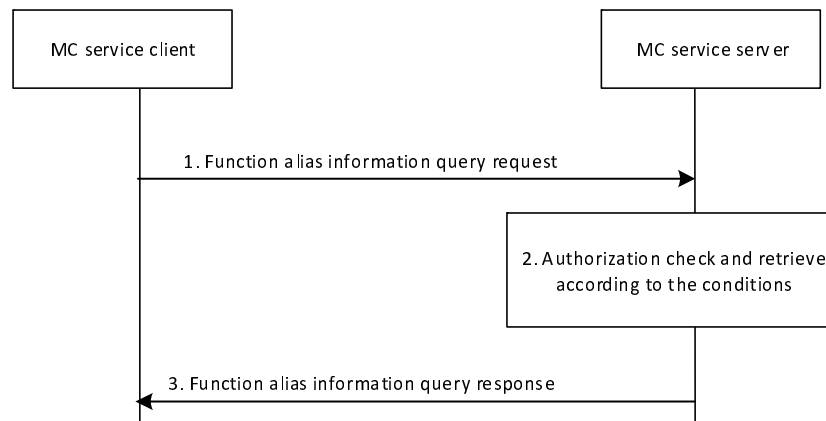 MC service client
MC service server
1. Function alias information query request
2. Authorization check and retrieve
according to the conditions
3. Function alias information query response